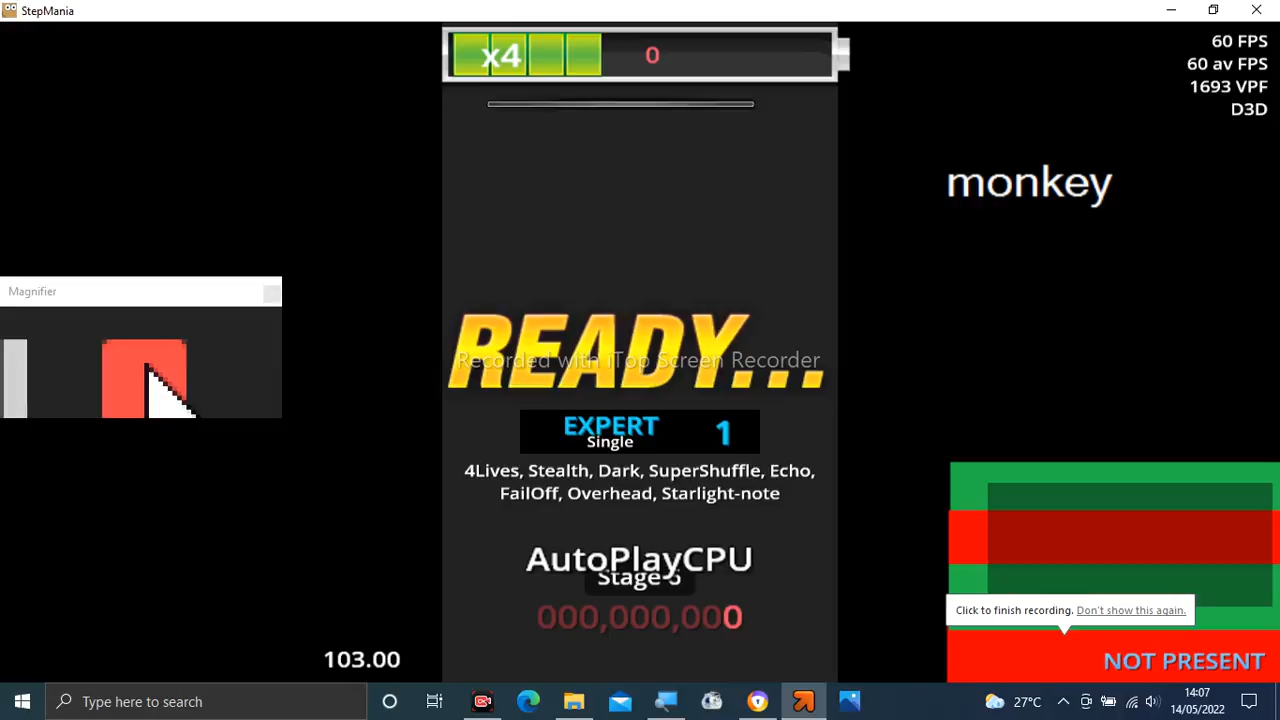 StepMania
x4
0
60 FPS
60 av FPS
1693 VPF
D3D
monkey
Magnifier
READY...
Recorded with iTop Screen Recorder
EXPERT 1
Single
4Lives, Stealth, Dark, SuperShuffle, Echo,
FailOff, Overhead, Starlight-note
AutoPlayCPU
Stage 5
000,000,000
Click to finish recording. Don't show this again.
103.00
NOT PRESENT
Type here to search
27°C
14:07
14/05/2022